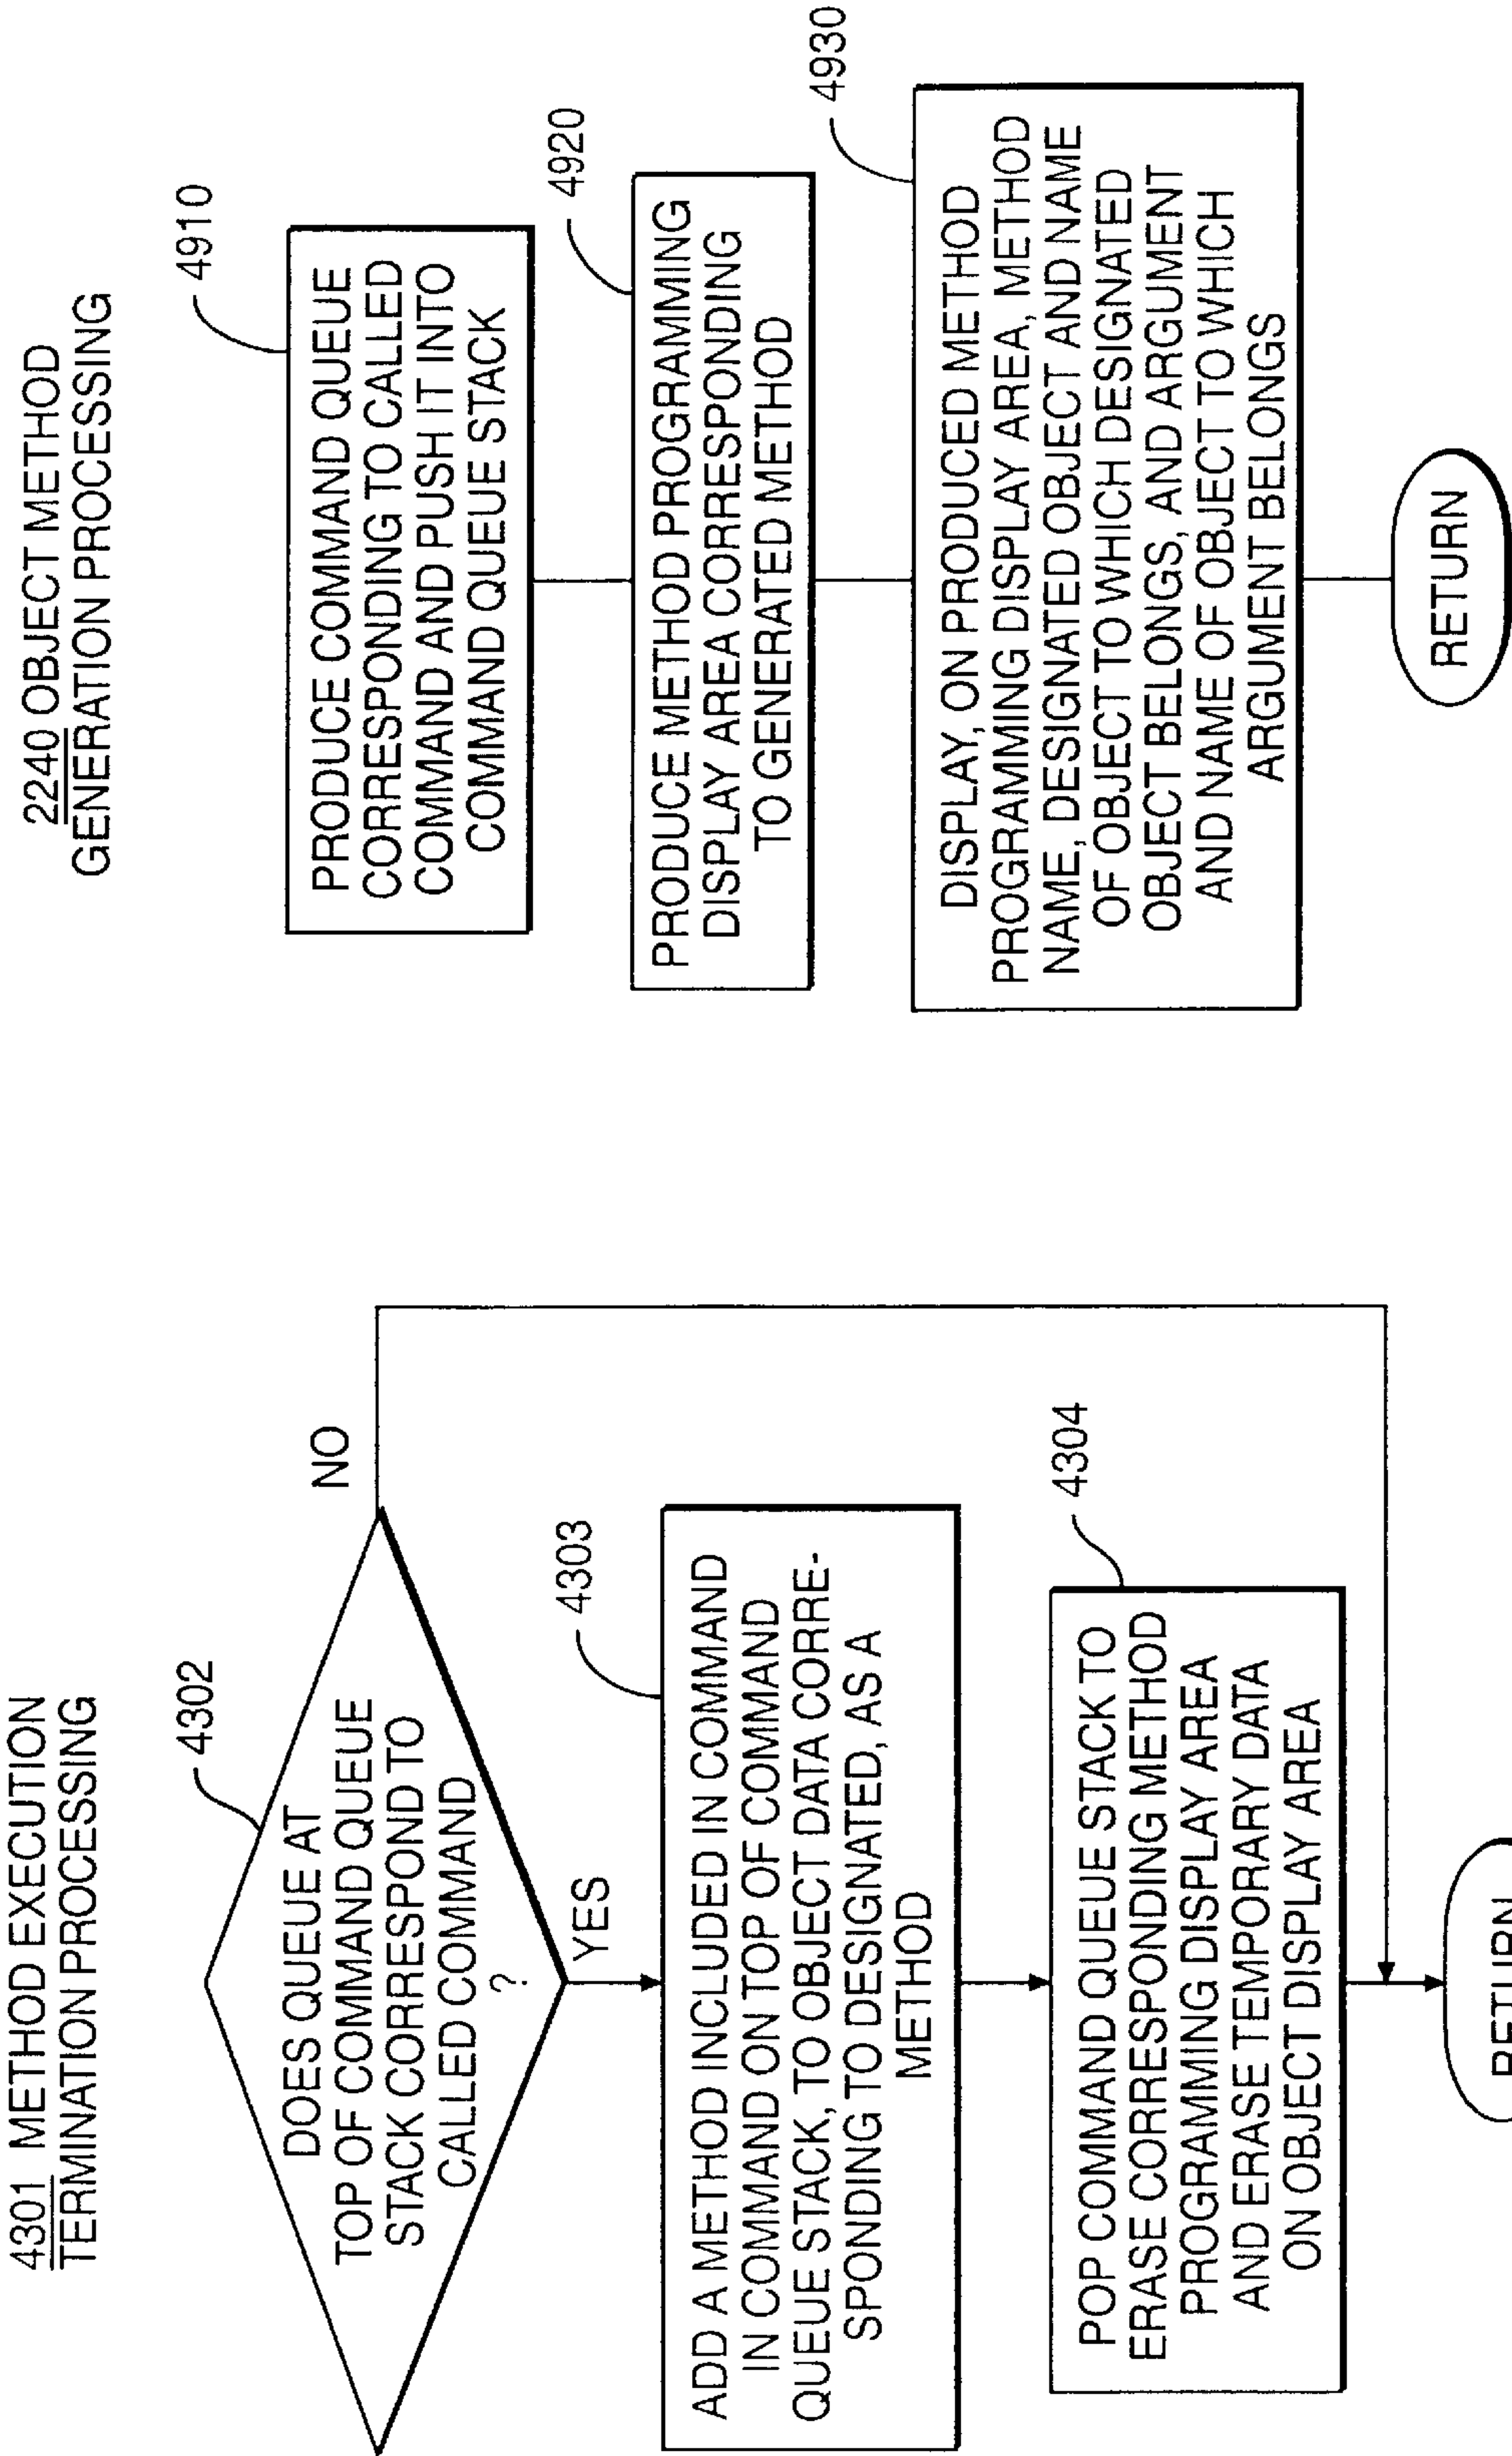 4301 METHOD EXECUTION
TERMINATION PROCESSING
4302
DOES QUEUE AT
TOP OF COMMAND QUEUE
STACK CORRESPOND TO
CALLED COMMAND
?
NO
YES
4303
ADD A METHOD INCLUDED IN COMMAND
IN COMMAND ON TOP OF COMMAND
QUEUE STACK, TO OBJECT DATA CORRE-
SPONDING TO DESIGNATED, AS A
METHOD
4304
POP COMMAND QUEUE STACK TO
ERASE CORRESPONDING METHOD
PROGRAMING DISPLAY AREA
AND ERASE TEMPORARY DATA
ON OBJECT DISPLAY AREA
RETURN
2240 OBJECT METHOD
GENERATION PROCESSING
4910
PRODUCE COMMAND QUEUE
CORRESPONDING TO CALLED
COMMAND AND PUSH IT INTO
COMMAND QUEUE STACK
4920
PRODUCE METHOD PROGRAMMING
DISPLAY AREA CORRESPONDING
TO GENERATED METHOD
4930
DISPLAY, ON PRODUCED METHOD
PROGRAMING DISPLAY AREA, METHOD
NAME, DESIGNATED OBJECT AND NAME
OF OBJECT TO WHICH DESIGNATED
OBJECT BELONGS, AND ARGUMENT
AND NAME OF OBJECT TO WHICH
ARGUMENT BELONGS
RETURN